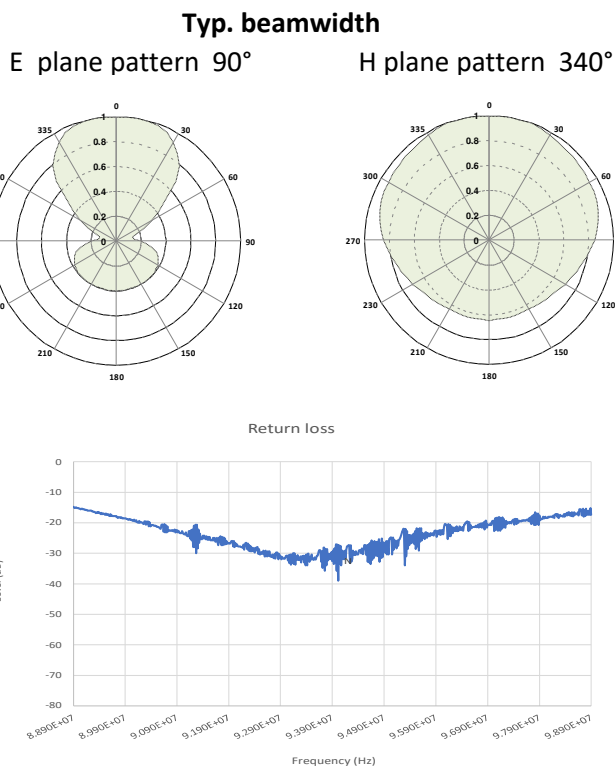 Typ. beamwidth
E plane pattern 90°
H plane pattern 340°
0
335
30
60
90
120
150
180
210
1
0.8
0.6
0.4
0.2
0
0
30
60
120
150
180
210
230
270
300
335
1
0.8
0.6
0.4
0.2
0
Return loss
0
-10
-20
-30
-40
-50
-60
-70
-80
8.890E+07
8.990E+07
9.090E+07
9.190E+07
9.290E+07
9.390E+07
9.490E+07
9.590E+07
9.690E+07
9.790E+07
9.890E+07
Frequency (Hz)